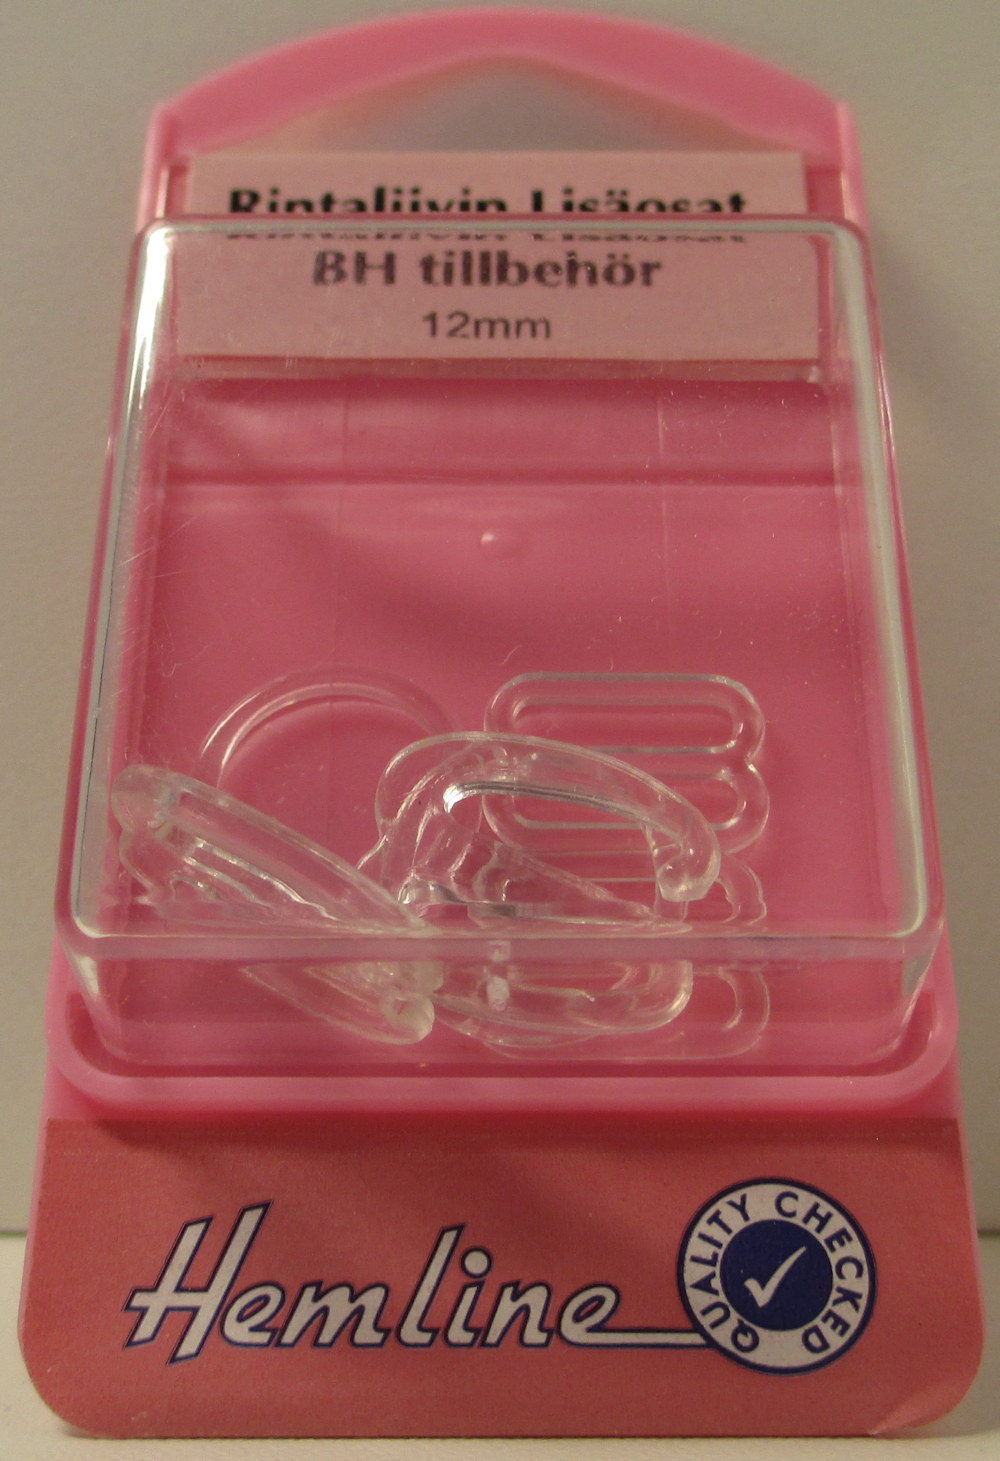 Rintaliivin Lisäosat
BH tillbehör
12mm
Hemline
QUALITY CHECKED